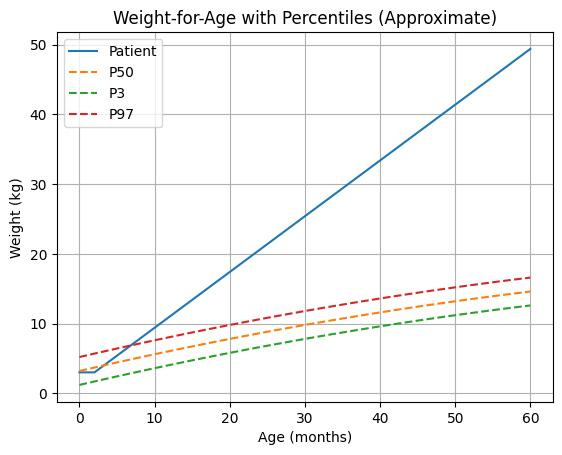 Weight-for-Age with Percentiles (Approximate)
Patient
P50
P3
P97
Weight (kg)
50
40
30
20
10
0
0 10 20 30 40 50 60
Age (months)